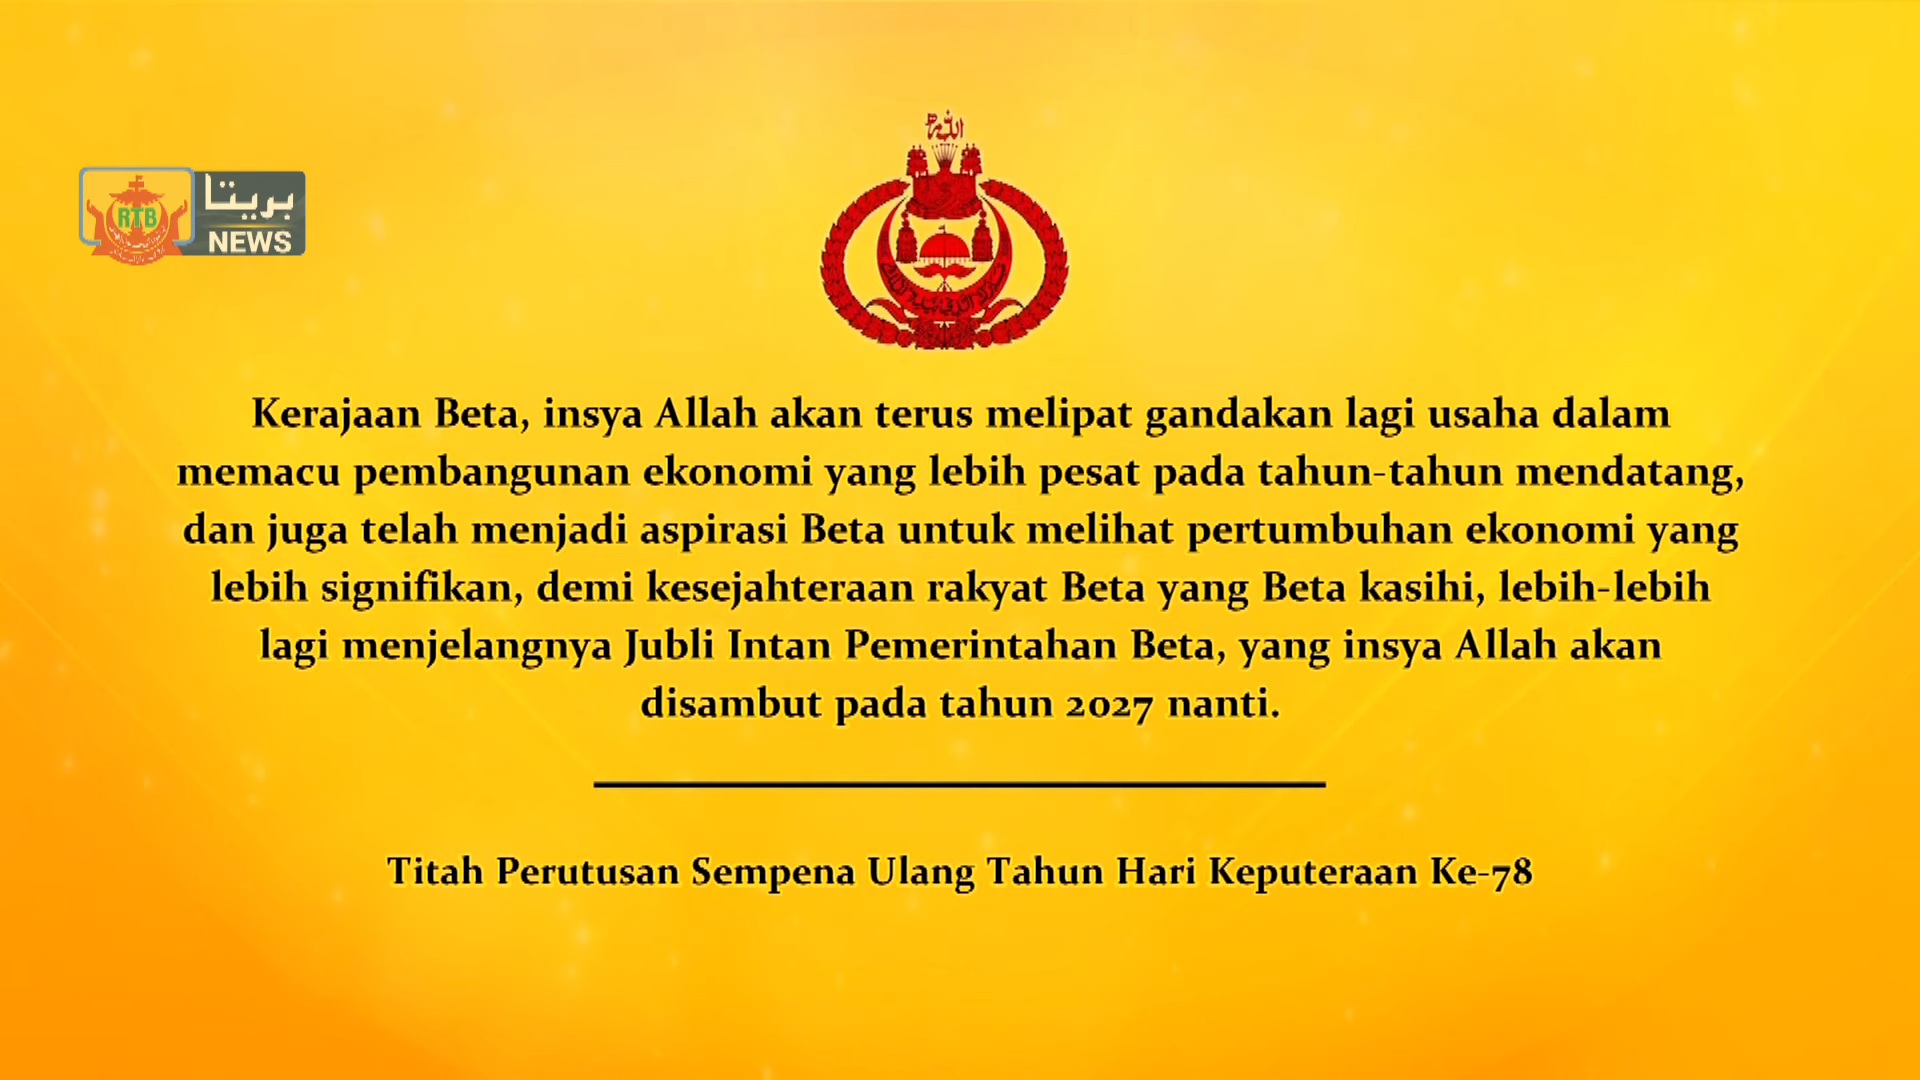 RTB
بريتا
NEWS
Kerajaan Beta, insya Allah akan terus melipat gandakan lagi usaha dalam
memacu pembangunan ekonomi yang lebih pesat pada tahun-tahun mendatang,
dan juga telah menjadi aspirasi Beta untuk melihat pertumbuhan ekonomi yang
lebih signifikan, demi kesejahteraan rakyat Beta yang Beta kasihi, lebih-lebih
lagi menjelangnya Jubli Intan Pemerintahan Beta, yang insya Allah akan
disambut pada tahun 2027 nanti.
Titah Perutusan Sempena Ulang Tahun Hari Keputeraan Ke-78